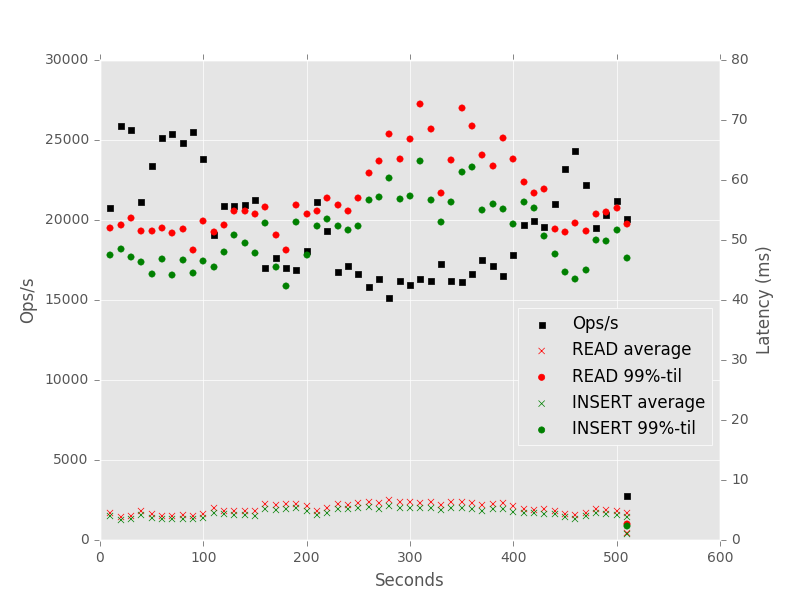 30000
25000
20000
15000
10000
5000
0
Ops/s
80
70
60
50
40
30
20
10
0
Latency (ms)
Ops/s
READ average
READ 99%-til
INSERT average
INSERT 99%-til
0 100 200 300 400 500 600
Seconds